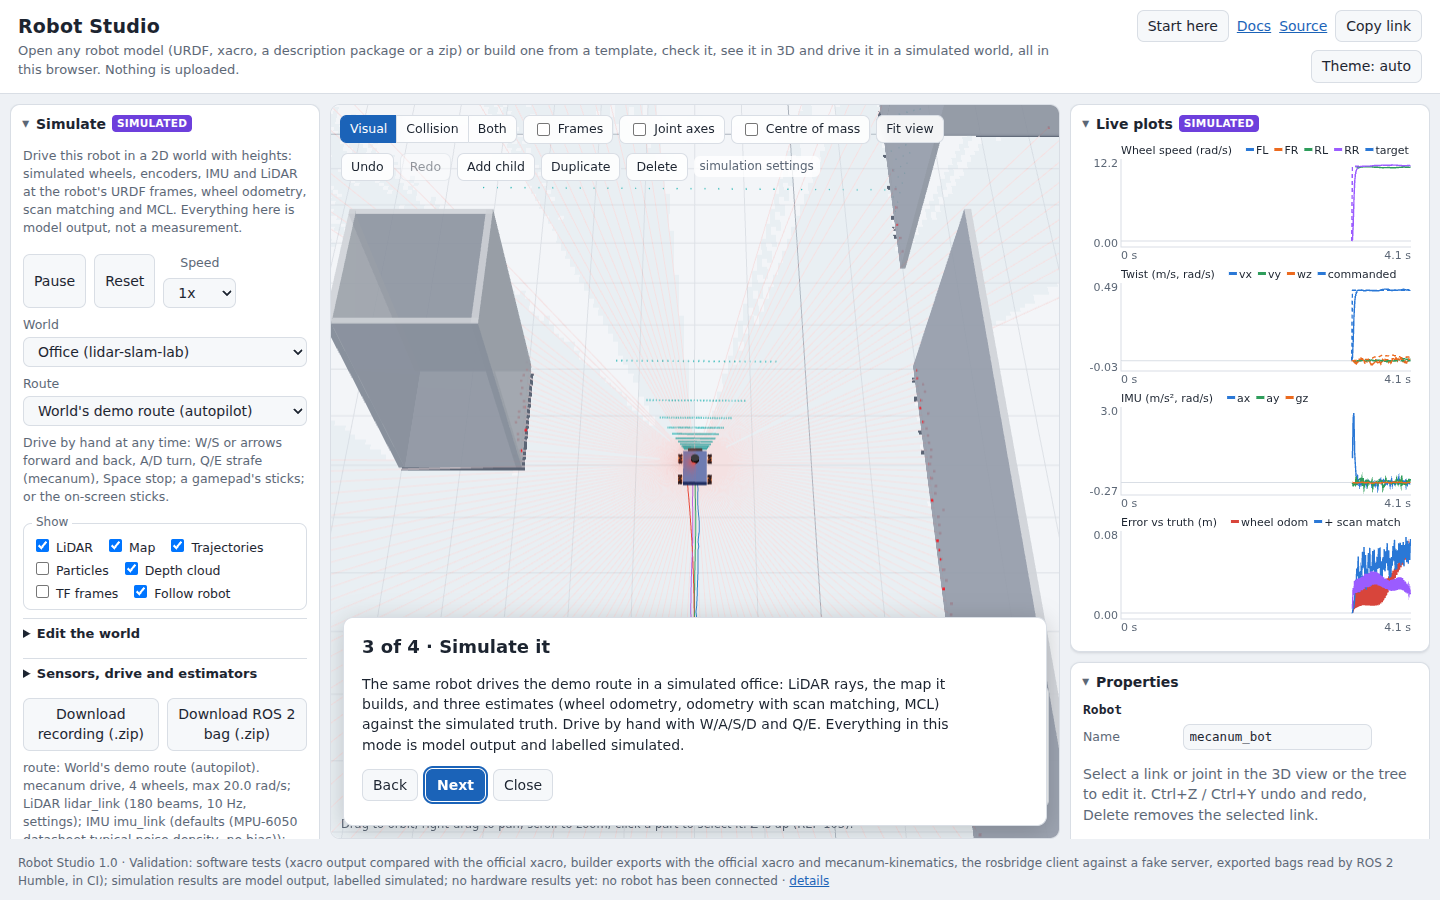 Robot Studio
Open any robot model (URDF, xacro, a description package or a zip) or build one from a template, check it, see it in 3D and drive it in a simulated world, all in
this browser. Nothing is uploaded.
Start here
Docs
Source
Copy link
Theme: auto
▼ Simulate SIMULATED
Drive this robot in a 2D world with heights:
simulated wheels, encoders, IMU and LiDAR
at the robot's URDF frames, wheel odometry,
scan matching and MCL. Everything here is
model output, not a measurement.
Pause
Reset
Speed
1x
World
Office (lidar-slam-lab)
Route
World's demo route (autopilot)
Drive by hand at any time: W/S or arrows
forward and back, A/D turn, Q/E strafe
(mecanum), Space stop; a gamepad's sticks;
or the on-screen sticks.
Show
LiDAR Map Trajectories
Particles Depth cloud
TF frames Follow robot
▶ Edit the world
▶ Sensors, drive and estimators
Download
recording (.zip)
Download ROS 2
bag (.zip)
route: World's demo route (autopilot).
mecanum drive, 4 wheels, max 20.0 rad/s;
LiDAR lidar_link (180 beams, 10 Hz,
settings); IMU imu_link (defaults (MPU-6050
Visual Collision Both Frames Joint axes Centre of mass Fit view
Undo Redo Add child Duplicate Delete simulation settings
3 of 4 · Simulate it
The same robot drives the demo route in a simulated office: LiDAR rays, the map it
builds, and three estimates (wheel odometry, odometry with scan matching, MCL)
against the simulated truth. Drive by hand with W/A/S/D and Q/E. Everything in this
mode is model output and labelled simulated.
Back Next Close
▼ Live plots SIMULATED
Wheel speed (rad/s) FL FR RL RR target
12.2
0.00
0 s 4.1 s
Twist (m/s, rad/s) vx vy wz commanded
0.49
-0.03
0 s 4.1 s
IMU (m/s², rad/s) ax ay gz
3.0
-0.27
0 s 4.1 s
Error vs truth (m) wheel odom + scan match
0.08
0.00
0 s 4.1 s
▼ Properties
Robot
Name mecanum_bot
Select a link or joint in the 3D view or the tree
to edit it. Ctrl+Z / Ctrl+Y undo and redo,
Delete removes the selected link.
Robot Studio 1.0 · Validation: software tests (xacro output compared with the official xacro, builder exports with the official xacro and mecanum-kinematics, the rosbridge client against a fake server, exported bags read by ROS 2
Humble, in CI); simulation results are model output, labelled simulated; no hardware results yet: no robot has been connected · details